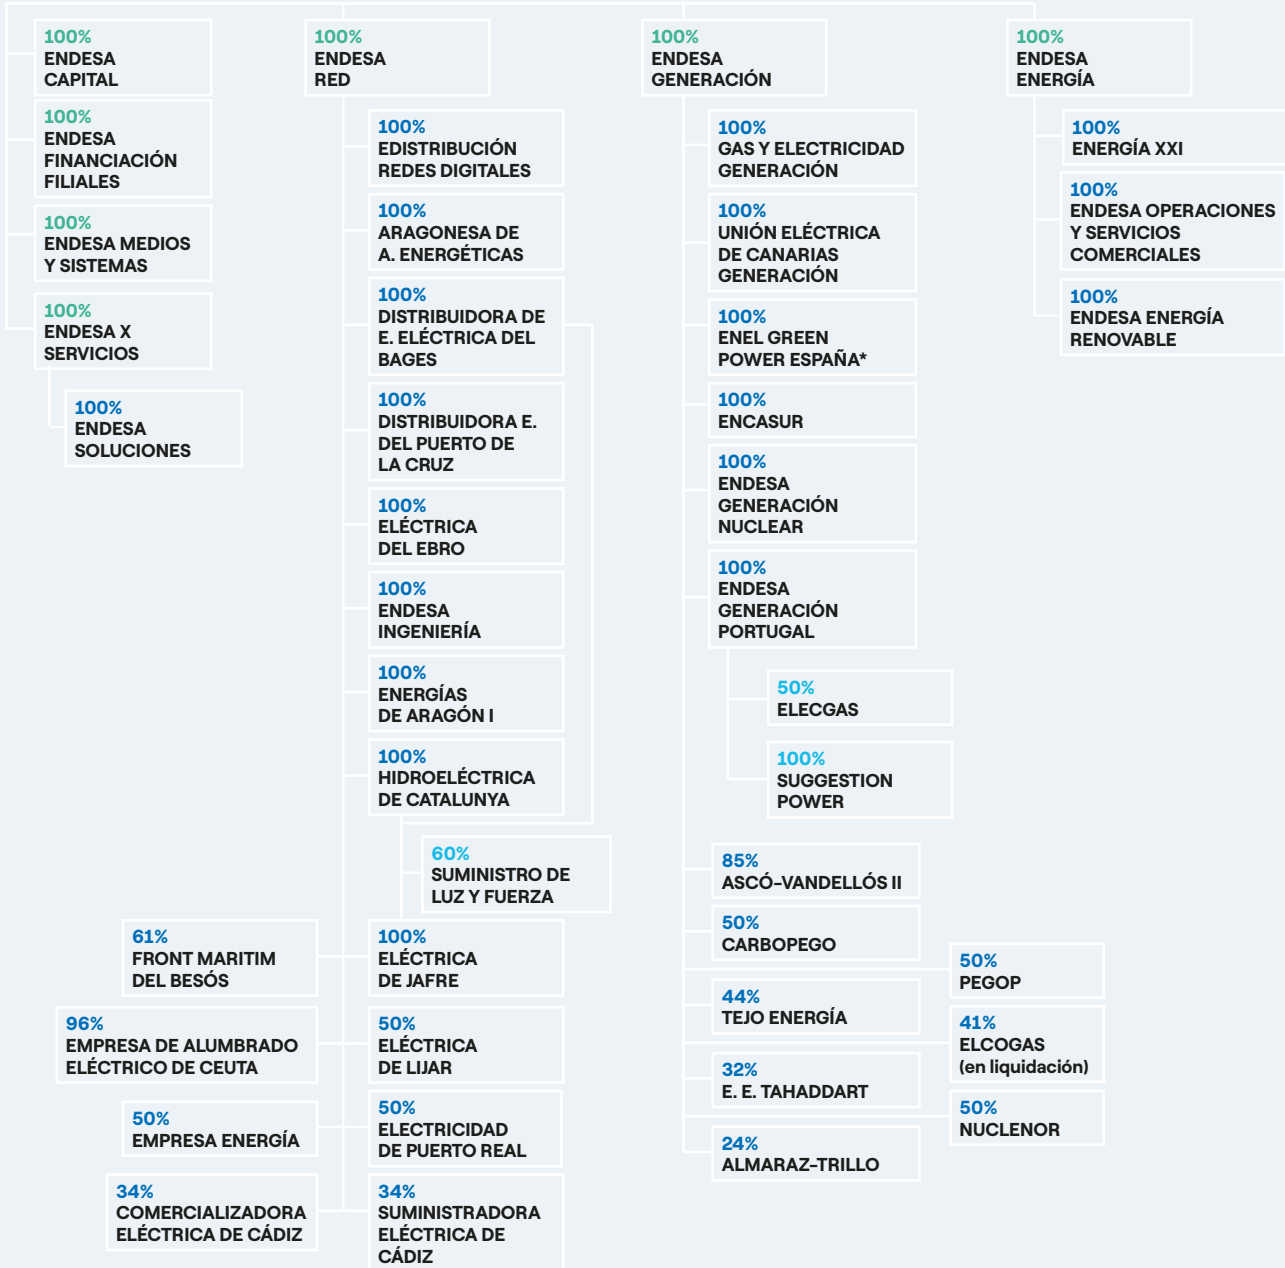 100%
ENDESA
CAPITAL
100%
ENDESA
FINANCIACIÓN
FILIALES
100%
ENDESA MEDIOS
Y SISTEMAS
100%
ENDESA X
SERVICIOS
100%
ENDESA
SOLUCIONES
100%
ENDESA
RED
100%
EDISTRIBUCIÓN
REDES DIGITALES
100%
ARAGONESA DE
A. ENERGÉTICAS
100%
DISTRIBUIDORA DE
E. ELÉCTRICA DEL
BAGES
100%
DISTRIBUIDORA E.
DEL PUERTO DE
LA CRUZ
100%
ELÉCTRICA
DEL EBRO
100%
ENDESA
INGENIERÍA
100%
ENERGÍAS
DE ARAGÓN I
100%
HIDROELÉCTRICA
DE CATALUNYA
60%
SUMINISTRO DE
LUZ Y FUERZA
61%
FRONT MARITIM
DEL BESÓS
100%
ELÉCTRICA
DE JAFRE
96%
EMPRESA DE ALUMBRADO
ELÉCTRICO DE CEUTA
50%
ELÉCTRICA
DE LIJAR
50%
EMPRESA ENERGÍA
50%
ELECTRICIDAD
DE PUERTO REAL
34%
COMERCIALIZADORA
ELÉCTRICA DE CÁDIZ
34%
SUMINISTRADORA
ELÉCTRICA DE
CÁDIZ
100%
ENDESA
GENERACIÓN
100%
GAS Y ELECTRICIDAD
GENERACIÓN
100%
UNIÓN ELÉCTRICA
DE CANARIAS
GENERACIÓN
100%
ENEL GREEN
POWER ESPAÑA*
100%
ENCASUR
100%
ENDESA
GENERACIÓN
NUCLEAR
100%
ENDESA
GENERACIÓN
PORTUGAL
50%
ELECGAS
100%
SUGGESTION
POWER
85%
ASCÓ-VANDELLÓS II
50%
CARBOPEGO
50%
PEGOP
44%
TEJO ENERGÍA
41%
ELCOGAS
(en liquidación)
32%
E. E. TAHADDART
50%
NUCLENOR
24%
ALMARAZ-TRILLO
100%
ENDESA
ENERGÍA
100%
ENERGÍA XXI
100%
ENDESA OPERACIONES
Y SERVICIOS
COMERCIALES
100%
ENDESA ENERGÍA
RENOVABLE